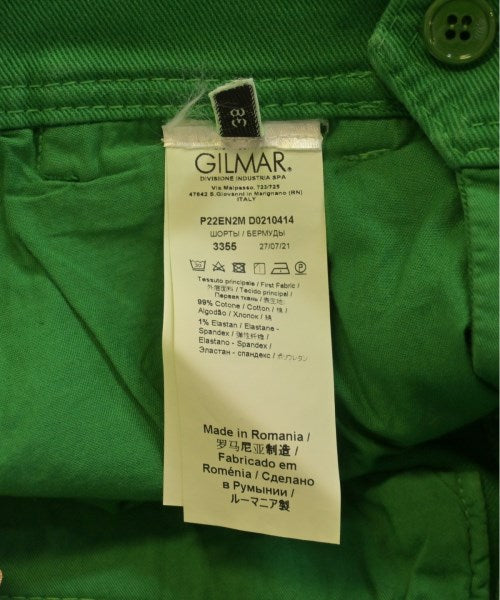 38
GILMAR®
DIVISIONE INDUSTRIA SPA
Via Malpasso, 723/725
47842 S.Giovanni in Marignano (RN)
ITALY
P22EN2M D0210414
ШОРТЫ / БЕРМУДЫ
3355 27/07/21
Tessuto principale / First Fabric /
外層面料 / Tecido principal /
Первая ткань / 表生地:
99% Cotone / Cotton / 棉 /
Algodão / Хлопок / 綿
1% Elastan / Elastane -
Spandex / 弹性纤维 /
Elastano - Spandex /
Эластан - спандекс / ポリウレタン
Made in Romania /
罗马尼亚制造 /
Fabricado em
Roménia / Сделано
в Румынии /
ルーマニア製